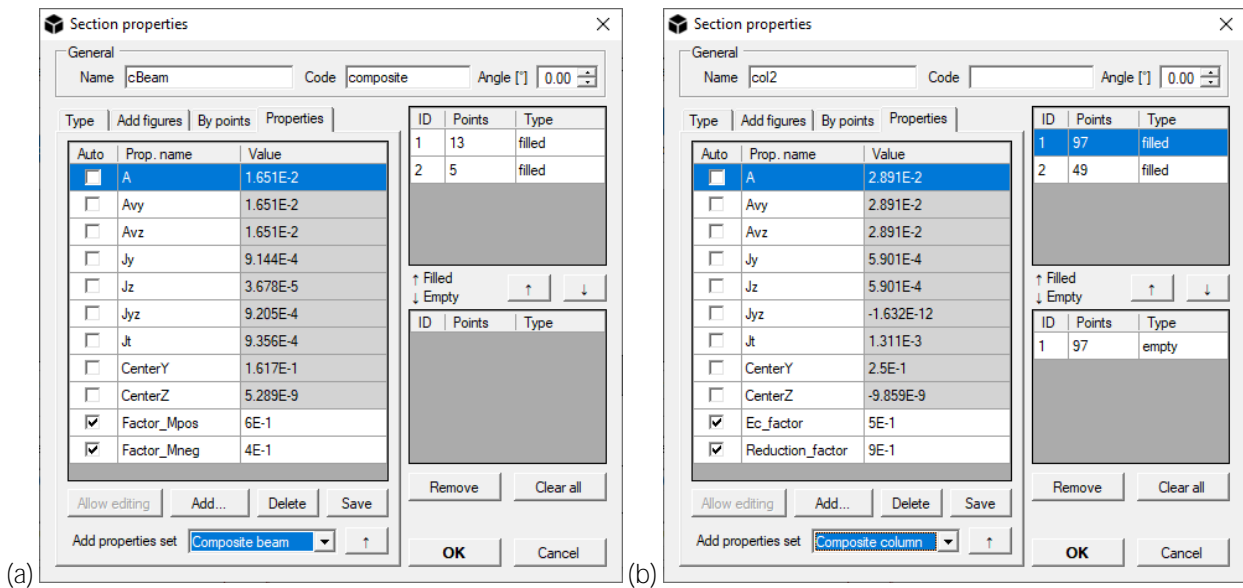 Section properties
General
Name cBeam Code composite Angle [°] 0.00
Type Add figures By points Properties
Auto Prop. name Value
A 1.651E-2
Avy 1.651E-2
Avz 1.651E-2
Jy 9.144E-4
Jz 3.678E-5
Jyz 9.205E-4
Jt 9.356E-4
CenterY 1.617E-1
CenterZ 5.289E-9
Factor_Mpos 6E-1
Factor_Mneg 4E-1
Allow editing Add... Delete Save
Add properties set Composite beam ↑
ID Points Type
1 13 filled
2 5 filled
↑ Filled
↓ Empty ↑ ↓
ID Points Type
Remove Clear all
OK Cancel
(a)
Section properties
General
Name col2 Code Angle [°] 0.00
Type Add figures By points Properties
Auto Prop. name Value
A 2.891E-2
Avy 2.891E-2
Avz 2.891E-2
Jy 5.901E-4
Jz 5.901E-4
Jyz -1.632E-12
Jt 1.311E-3
CenterY 2.5E-1
CenterZ -9.859E-9
Ec_factor 5E-1
Reduction_factor 9E-1
Allow editing Add... Delete Save
Add properties set Composite column ↑
ID Points Type
1 97 filled
2 49 filled
↑ Filled
↓ Empty ↑ ↓
ID Points Type
1 97 empty
Remove Clear all
OK Cancel
(b)